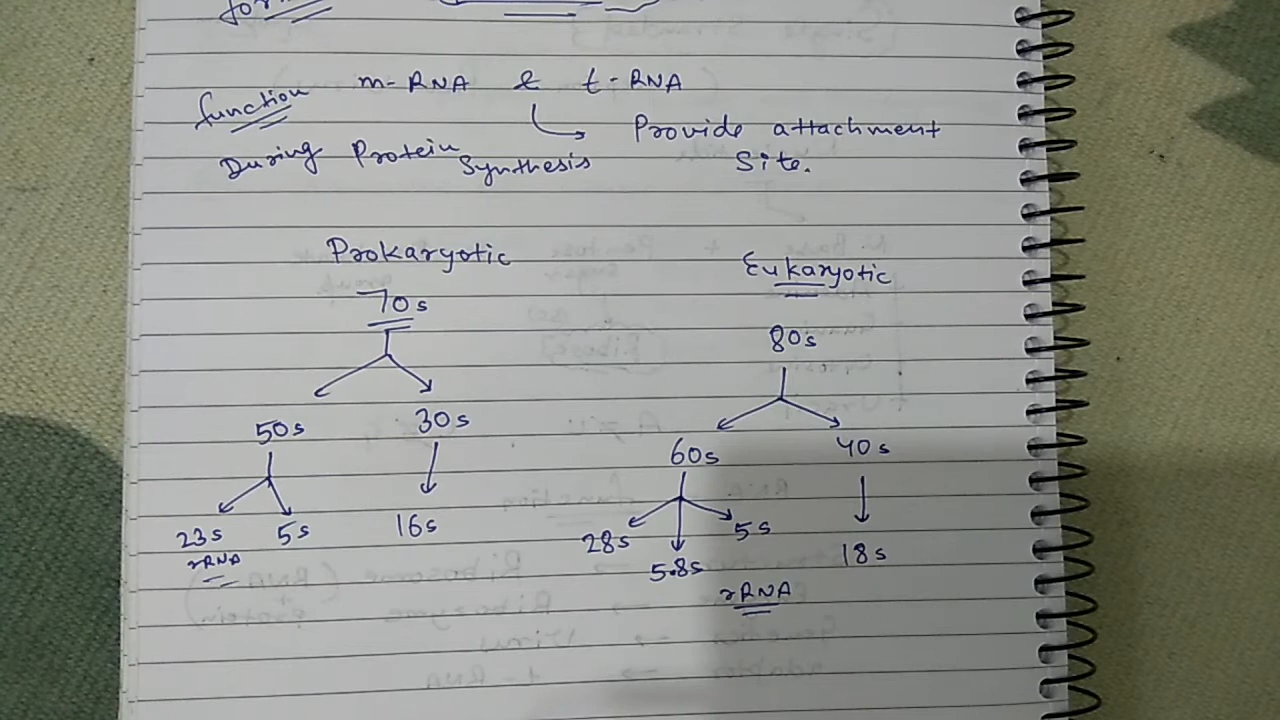 function m-RNA & t-RNA
Provide attachment
During Protein Synthesis Site.
Prokaryotic
Eukaryotic
70s
80s
50s 30s
60s 40s
23s 5s 16s
28s 5s
rRNA
5.8s 18s
rRNA